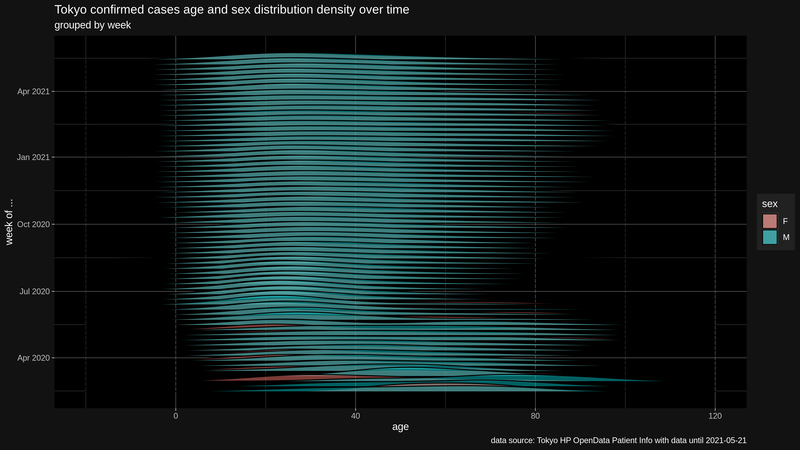 Tokyo confirmed cases age and sex distribution density over time
grouped by week
Apr 2021
Jan 2021
Oct 2020
Jul 2020
Apr 2020
week of ...
0 40 80 120
age
sex
F
M
data source: Tokyo HP OpenData Patient Info with data until 2021-05-21